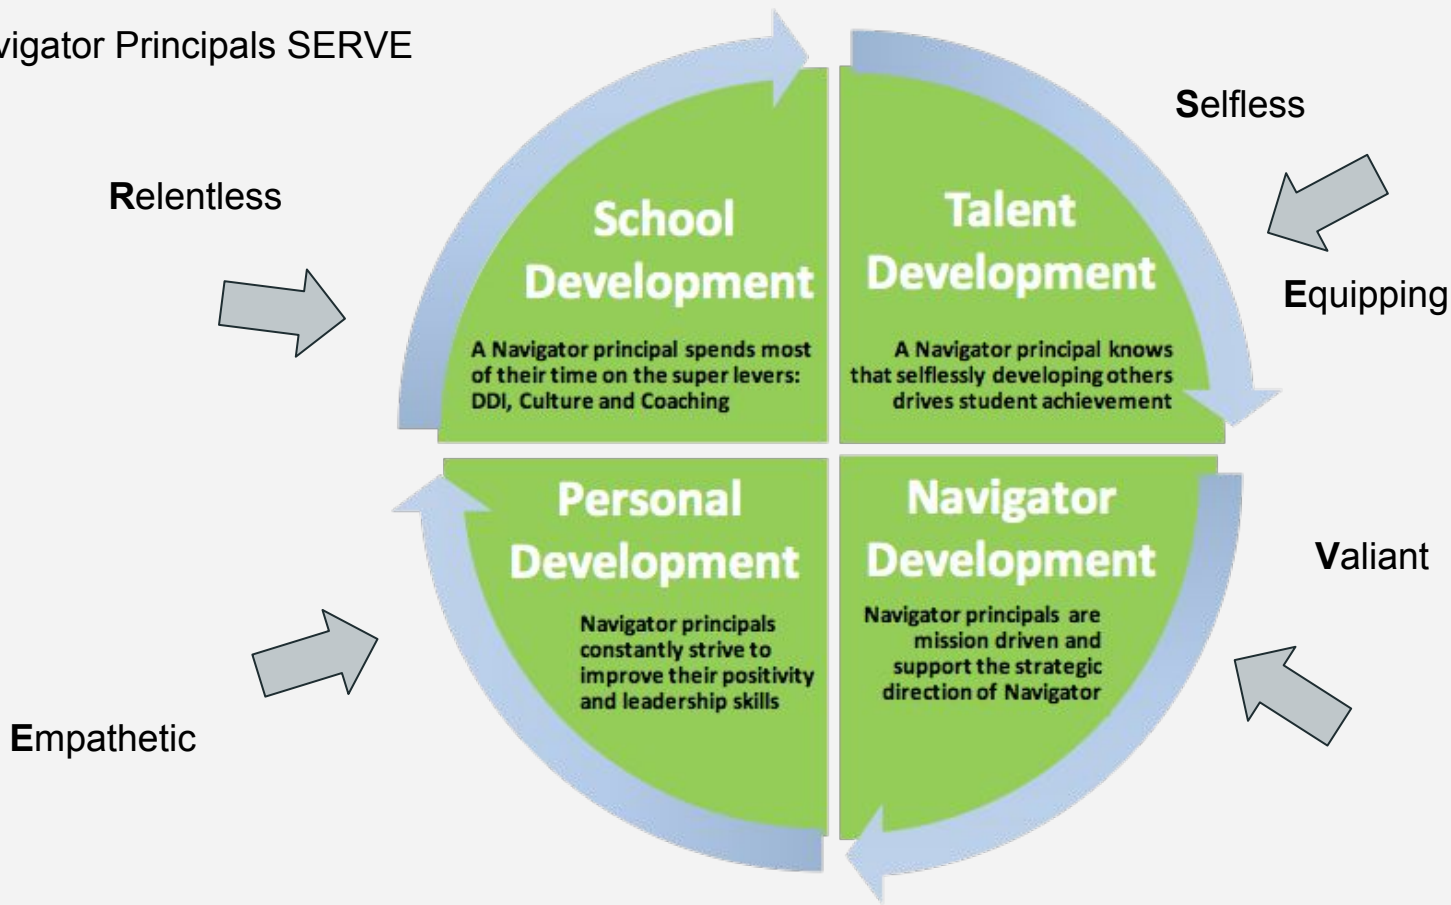 vigator Principals SERVE
Selfless
Relentless
Equipping
School
Development
A Navigator principal spends most
of their time on the super levers:
DDI, Culture and Coaching
Talent
Development
A Navigator principal knows
that selflessly developing others
drives student achievement
Personal
Development
Navigator principals
constantly strive to
improve their positivity
and leadership skills
Navigator
Development
Navigator principals are
mission driven and
support the strategic
direction of Navigator
Valiant
Empathetic